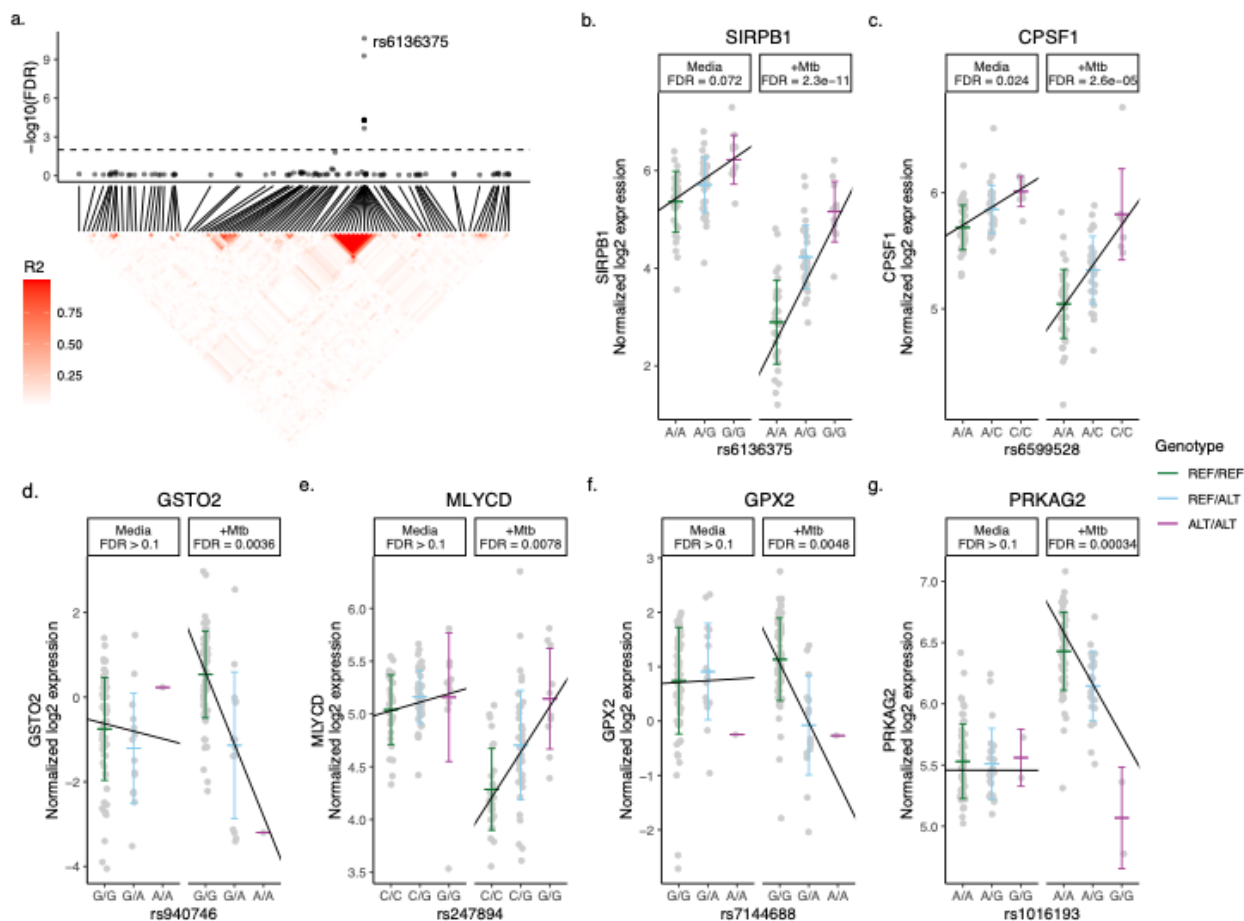 a.
rs6136375
−log10(FDR)
9
6
3
0
R2
0.75
0.50
0.25
b.
SIRPB1
Media
FDR = 0.072
+Mtb
FDR = 2.3e−11
SIRPB1
Normalized log2 expression
6
4
2
A/A A/G G/G A/A A/G G/G
rs6136375
c.
CPSF1
Media
FDR = 0.024
+Mtb
FDR = 2.6e−05
CPSF1
Normalized log2 expression
6
5
A/A A/C C/C A/A A/C C/C
rs6599528
Genotype
REF/REF
REF/ALT
ALT/ALT
d.
GSTO2
Media
FDR > 0.1
+Mtb
FDR = 0.0036
GSTO2
Normalized log2 expression
2
0
−2
−4
G/G G/A A/A G/G G/A A/A
rs940746
e.
MLYCD
Media
FDR > 0.1
+Mtb
FDR = 0.0078
MLYCD
Normalized log2 expression
6.0
5.5
5.0
4.5
4.0
3.5
C/C C/G G/G C/C C/G G/G
rs247894
f.
GPX2
Media
FDR > 0.1
+Mtb
FDR = 0.0048
GPX2
Normalized log2 expression
3
2
1
0
−1
−2
G/G G/A A/A G/G G/A A/A
rs7144688
g.
PRKAG2
Media
FDR > 0.1
+Mtb
FDR = 0.00034
PRKAG2
Normalized log2 expression
7.0
6.5
6.0
5.5
5.0
A/A A/G G/G A/A A/G G/G
rs1016193